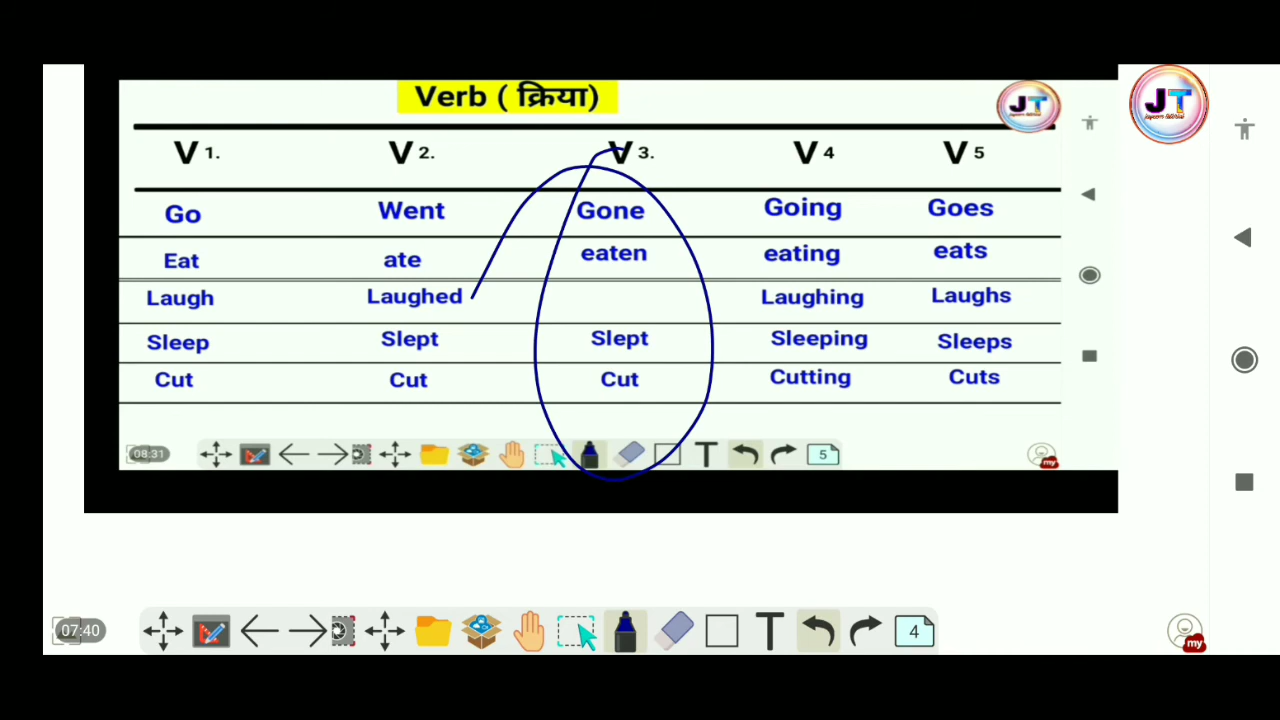 Verb ( क्रिया)
JT
JT
V 1. V 2. V 3. V 4 V 5
Go Went Gone Going Goes
Eat ate eaten eating eats
Laugh Laughed Laughing Laughs
Sleep Slept Slept Sleeping Sleeps
Cut Cut Cut Cutting Cuts
08:31 T 5 my
07:40 T 4 my